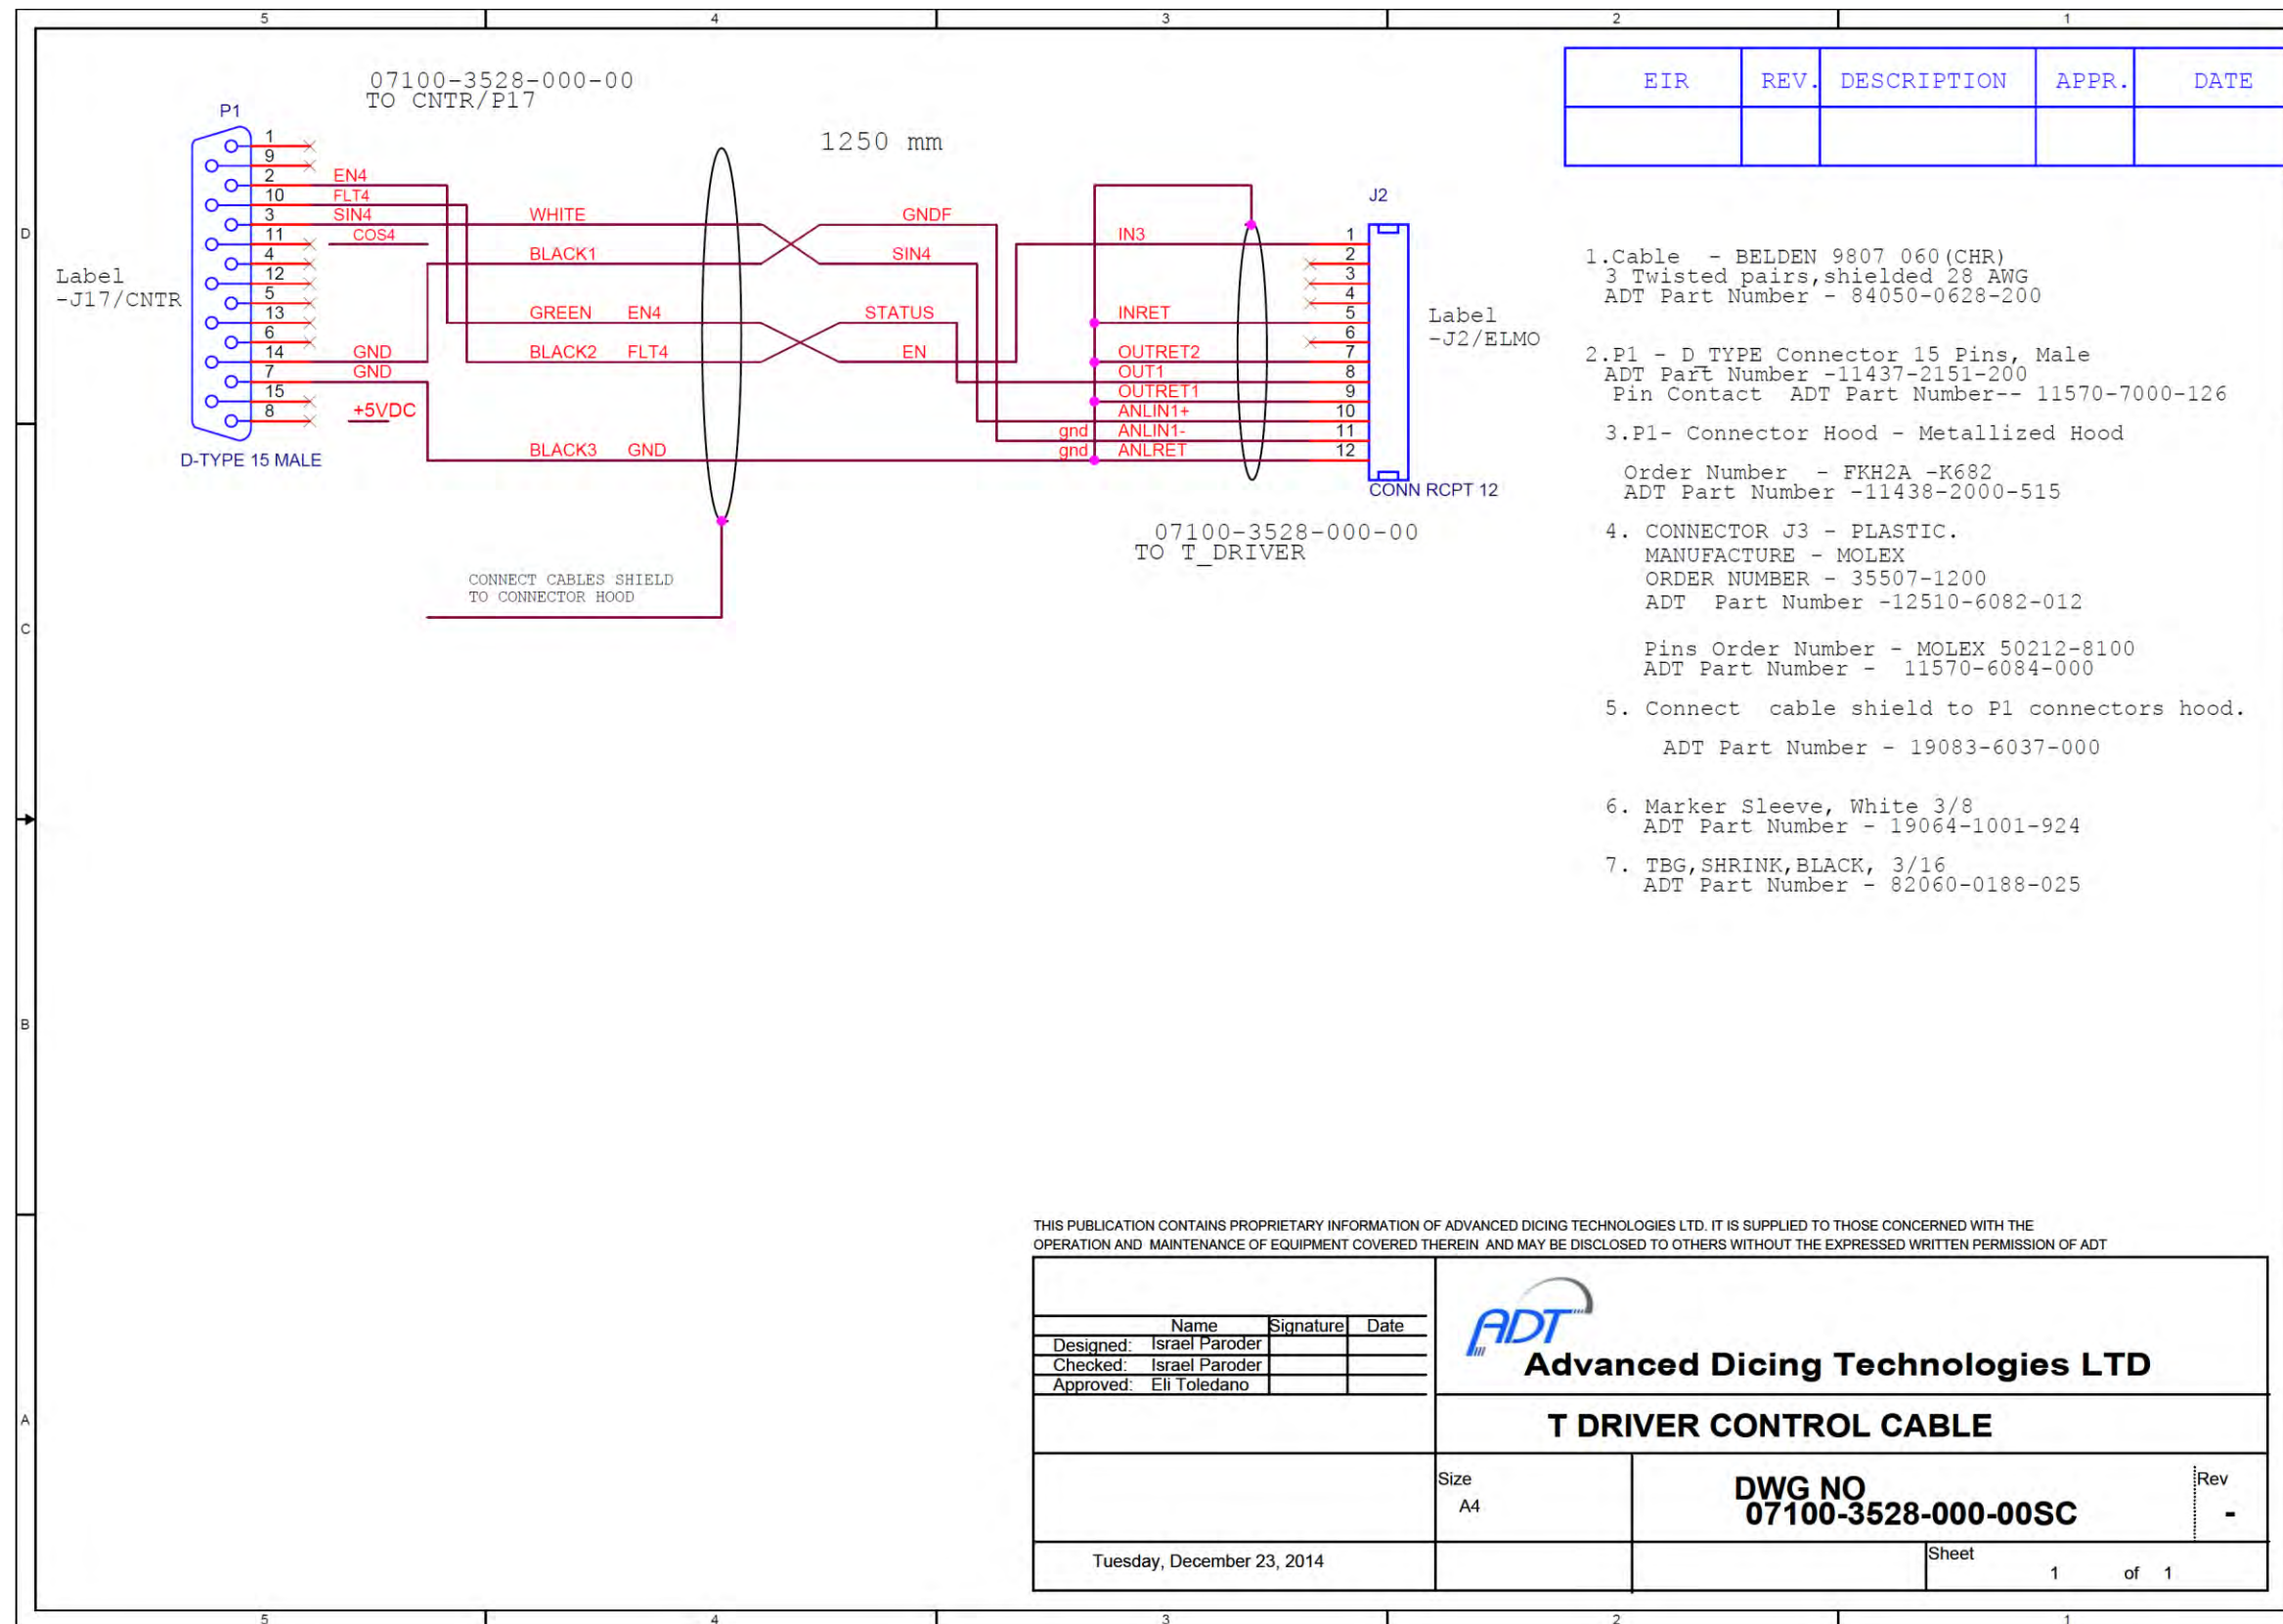 5 4 3 2 1
07100-3528-000-00
TO CNTR/P17
P1
1
9
2 EN4
10 FLT4
3 SIN4
11 COS4
4
12
5
13
6
14 GND
7 GND
15
8 +5VDC
D-TYPE 15 MALE
Label
-J17/CNTR
1250 mm
WHITE GNDF
BLACK1 SIN4
GREEN EN4 STATUS
BLACK2 FLT4 EN
BLACK3 GND
CONNECT CABLES SHIELD
TO CONNECTOR HOOD
J2
IN3 1
2
3
4
INRET 5
6
OUTRET2 7
OUT1 8
OUTRET1 9
ANLIN1+ 10
gnd ANLIN1- 11
gnd ANLRET 12
CONN RCPT 12
Label
-J2/ELMO
07100-3528-000-00
TO T_DRIVER
EIR REV. DESCRIPTION APPR. DATE
1.Cable - BELDEN 9807 060(CHR)
3 Twisted pairs,shielded 28 AWG
ADT Part Number - 84050-0628-200
2.P1 - D_TYPE Connector 15 Pins, Male
ADT Part Number -11437-2151-200
Pin Contact ADT Part Number-- 11570-7000-126
3.P1- Connector Hood - Metallized Hood
Order Number - FKH2A -K682
ADT Part Number -11438-2000-515
4. CONNECTOR J3 - PLASTIC.
MANUFACTURE - MOLEX
ORDER NUMBER - 35507-1200
ADT Part Number -12510-6082-012
Pins Order Number - MOLEX 50212-8100
ADT Part Number - 11570-6084-000
5. Connect cable shield to P1 connectors hood.
ADT Part Number - 19083-6037-000
6. Marker Sleeve, White 3/8
ADT Part Number - 19064-1001-924
7. TBG,SHRINK,BLACK, 3/16
ADT Part Number - 82060-0188-025
D
C
B
A
THIS PUBLICATION CONTAINS PROPRIETARY INFORMATION OF ADVANCED DICING TECHNOLOGIES LTD. IT IS SUPPLIED TO THOSE CONCERNED WITH THE
OPERATION AND MAINTENANCE OF EQUIPMENT COVERED THEREIN AND MAY BE DISCLOSED TO OTHERS WITHOUT THE EXPRESSED WRITTEN PERMISSION OF ADT
Name Signature Date
Designed: Israel Paroder
Checked: Israel Paroder
Approved: Eli Toledano
Tuesday, December 23, 2014
ADT
Advanced Dicing Technologies LTD
T DRIVER CONTROL CABLE
Size
A4
DWG NO
07100-3528-000-00SC
Rev
-
Sheet
1 of 1
5 4 3 2 1